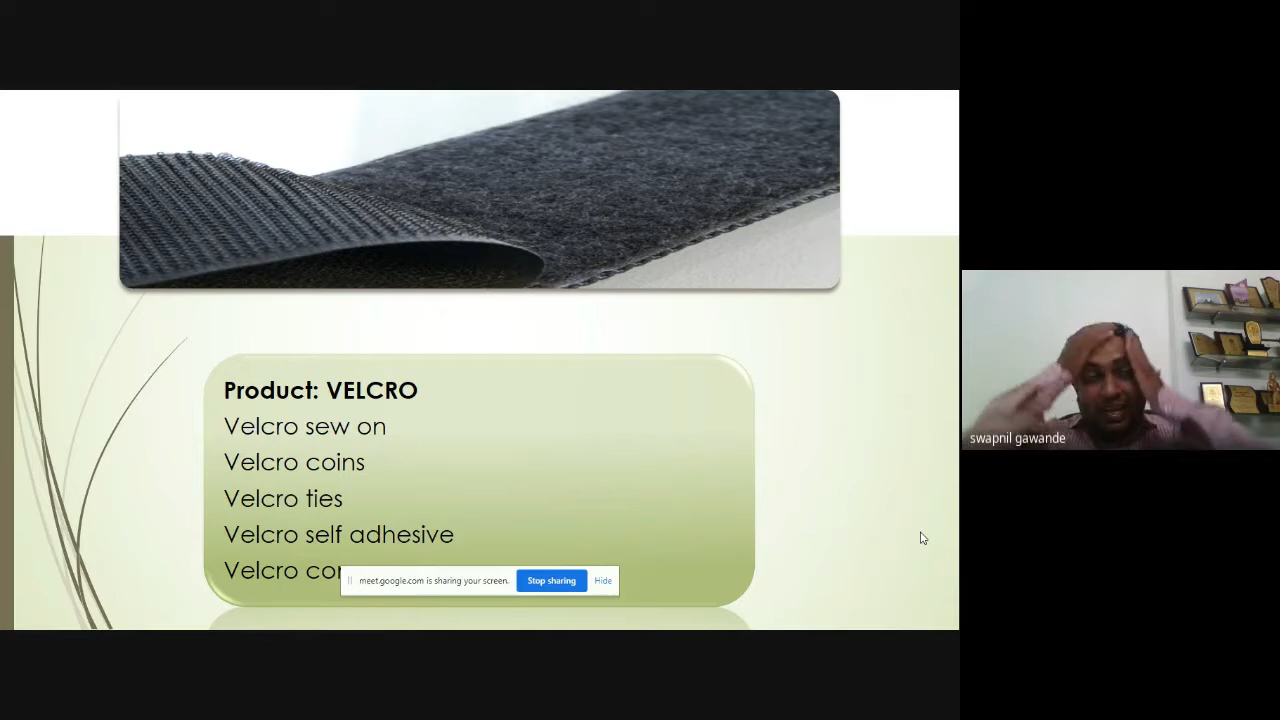 Product: VELCRO
Velcro sew on
Velcro coins
Velcro ties
Velcro self adhesive
Velcro
meet.google.com is sharing your screen.
Stop sharing
Hide
swapnil gawande